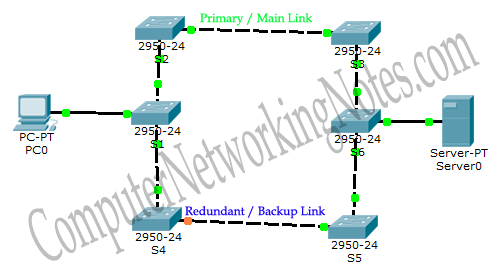 Primary / Main Link
2950-24
S2
2950-24
S3
PC-PT
PC0
2950-24
S1
2950-24
S6
Server-PT
Server0
Redundant / Backup Link
2950-24
S4
2950-24
S5
ComputerNetworkingNotes.com